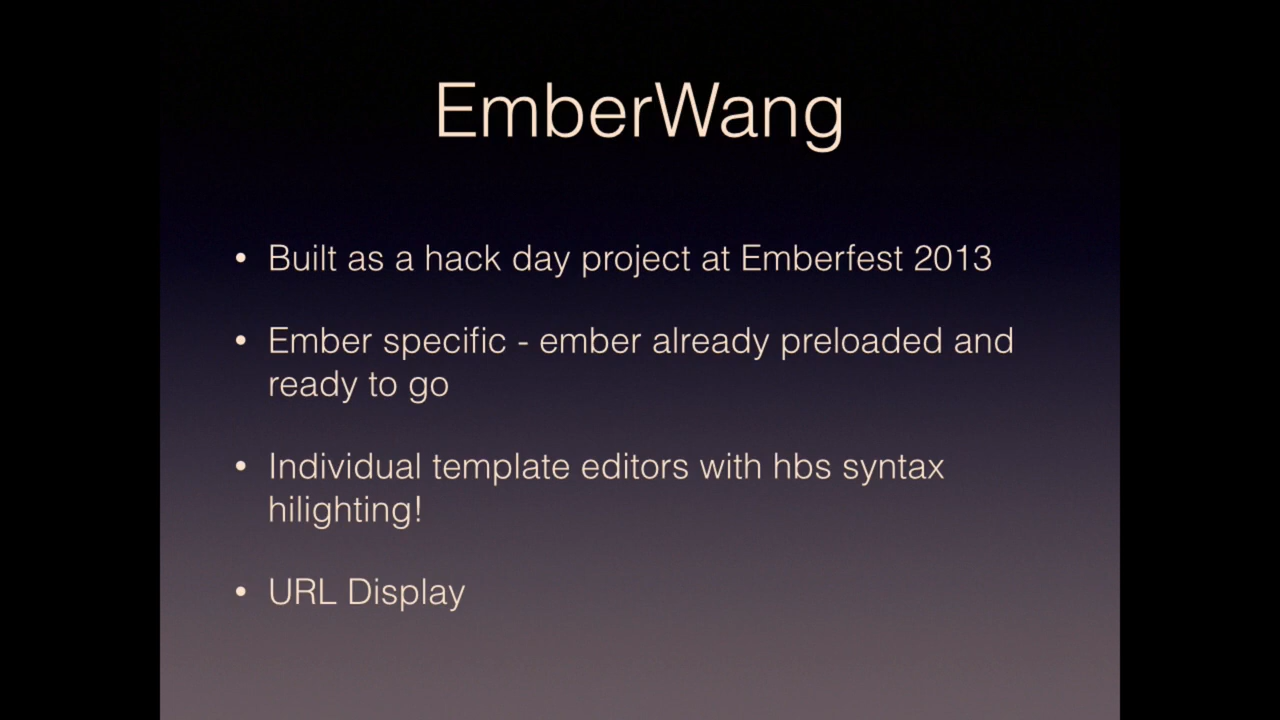 EmberWang
• Built as a hack day project at Emberfest 2013
• Ember specific - ember already preloaded and
ready to go
• Individual template editors with hbs syntax
hilighting!
• URL Display